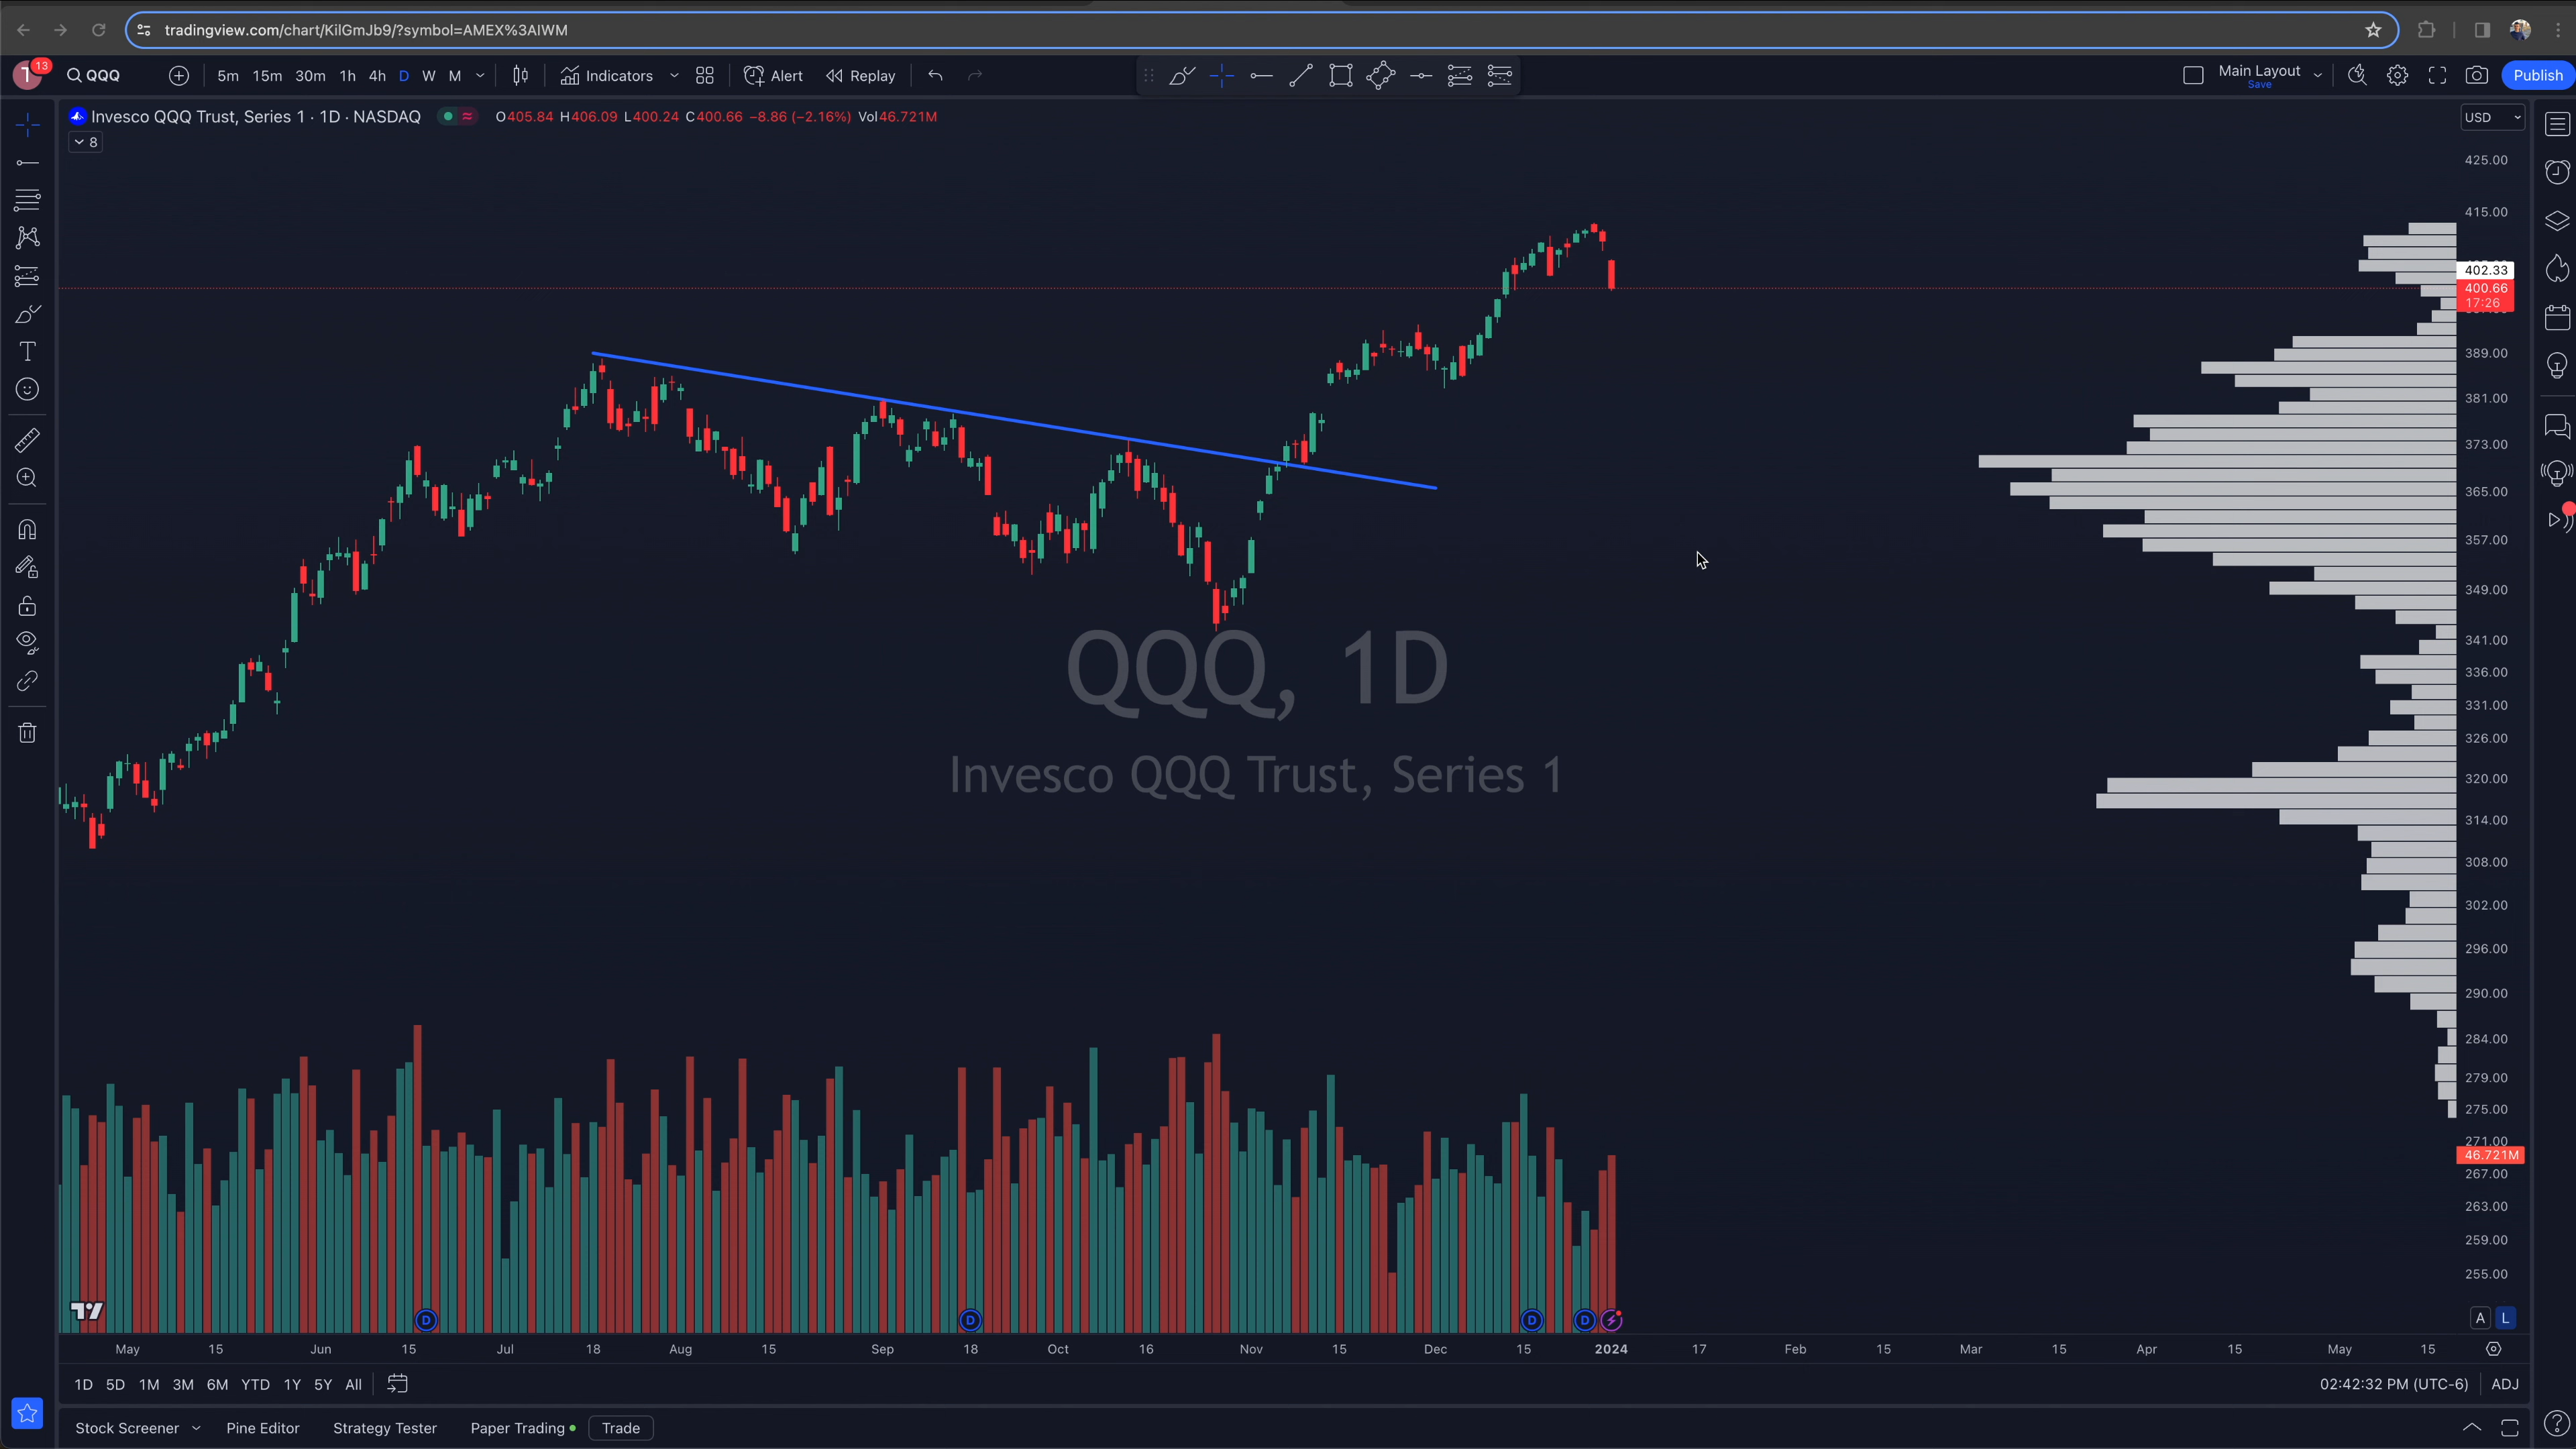 tradingview.com/chart/KilGmJb9/?symbol=AMEX%3AIWM
13
QQQ 5m 15m 30m 1h 4h D W M Indicators Alert Replay Main Layout Save Publish
Invesco QQQ Trust, Series 1 · 1D · NASDAQ O405.84 H406.09 L400.24 C400.66 −8.86 (−2.16%) Vol46.721M
USD
8
425.00
415.00
402.33
400.66
17:26
389.00
381.00
373.00
365.00
357.00
349.00
341.00
336.00
331.00
326.00
320.00
314.00
308.00
302.00
296.00
290.00
284.00
279.00
275.00
271.00
46.721M
267.00
263.00
259.00
255.00
QQQ, 1D
Invesco QQQ Trust, Series 1
D D D D
A L
May 15 Jun 15 Jul 18 Aug 15 Sep 18 Oct 16 Nov 15 Dec 15 2024 17 Feb 15 Mar 15 Apr 15 May 15
1D 5D 1M 3M 6M YTD 1Y 5Y All 02:42:32 PM (UTC-6) ADJ
Stock Screener Pine Editor Strategy Tester Paper Trading Trade